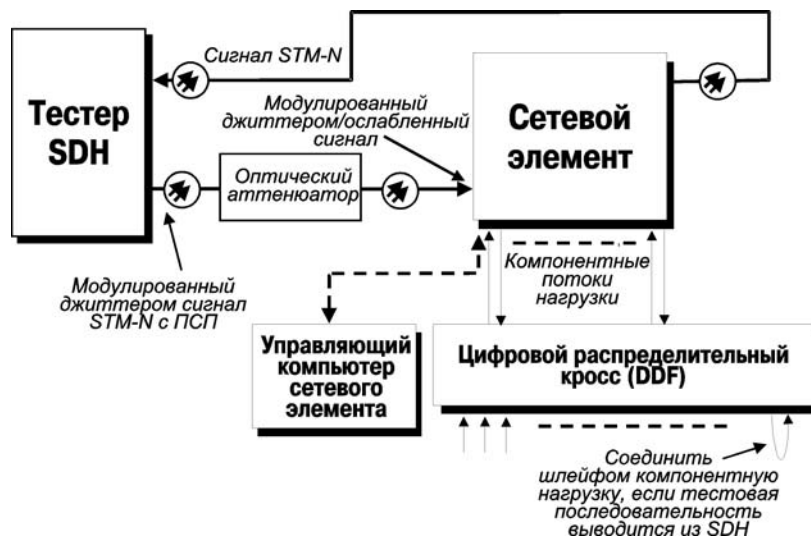 Сигнал STM-N
Тестер
SDH
Модулированный
джиттером/ослабленный
сигнал
Сетевой
элемент
Оптический
аттенюатор
Модулированный
джиттером сигнал
STM-N с ПСП
Компонентные
потоки
нагрузки
Управляющий
компьютер
сетевого
элемента
Цифровой распределительный
кросс (DDF)
Соединить
шлейфом компонентную
нагрузку, если тестовая
последовательность
выводится из SDH